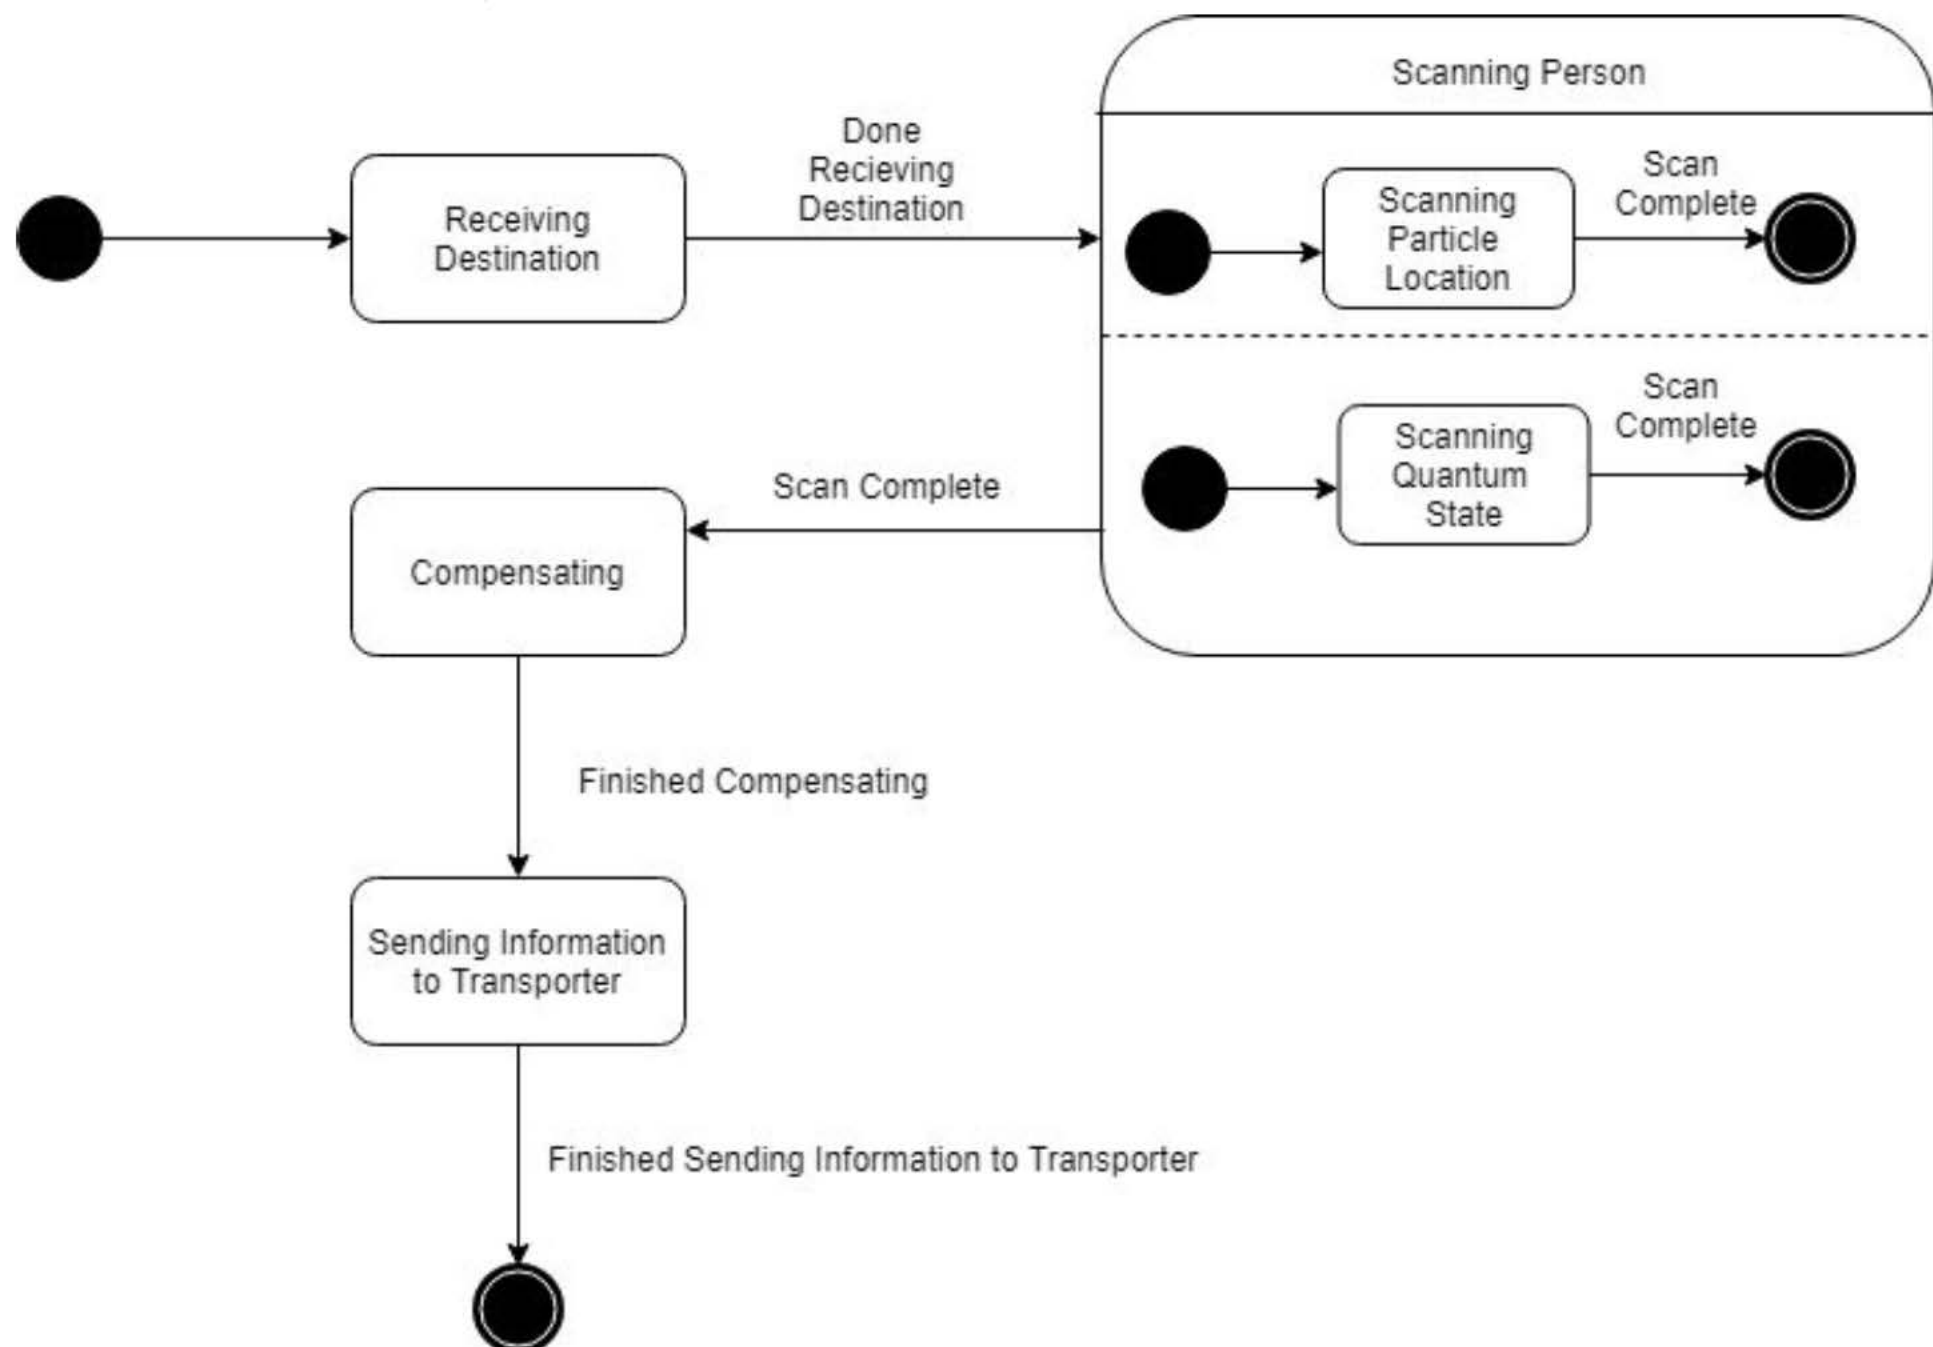 Scanning Person
Done
Recieving
Destination
Receiving
Destination
Scanning
Particle
Location
Scan
Complete
Scan
Complete
Scanning
Quantum
State
Scan Complete
Compensating
Finished Compensating
Sending Information
to Transporter
Finished Sending Information to Transporter